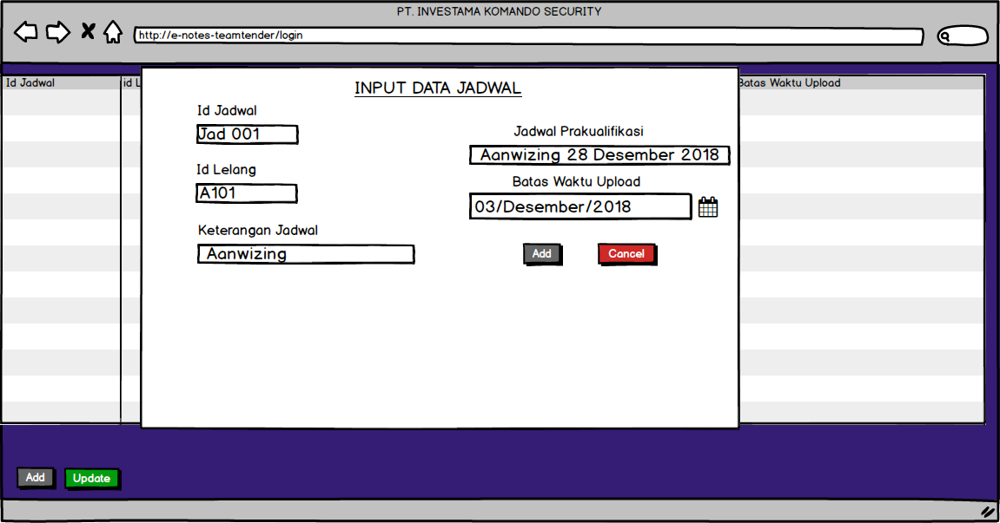 PT. INVESTAMA KOMANDO SECURITY
http://e-notes-teamtender/login
Id Jadwal
id L
Batas Waktu Upload
INPUT DATA JADWAL
Id Jadwal
Jad 001
Id Lelang
A101
Keterangan Jadwal
Aanwizing
Jadwal Prakualifikasi
Aanwizing 28 Desember 2018
Batas Waktu Upload
03/Desember/2018
Add
Cancel
Add
Update